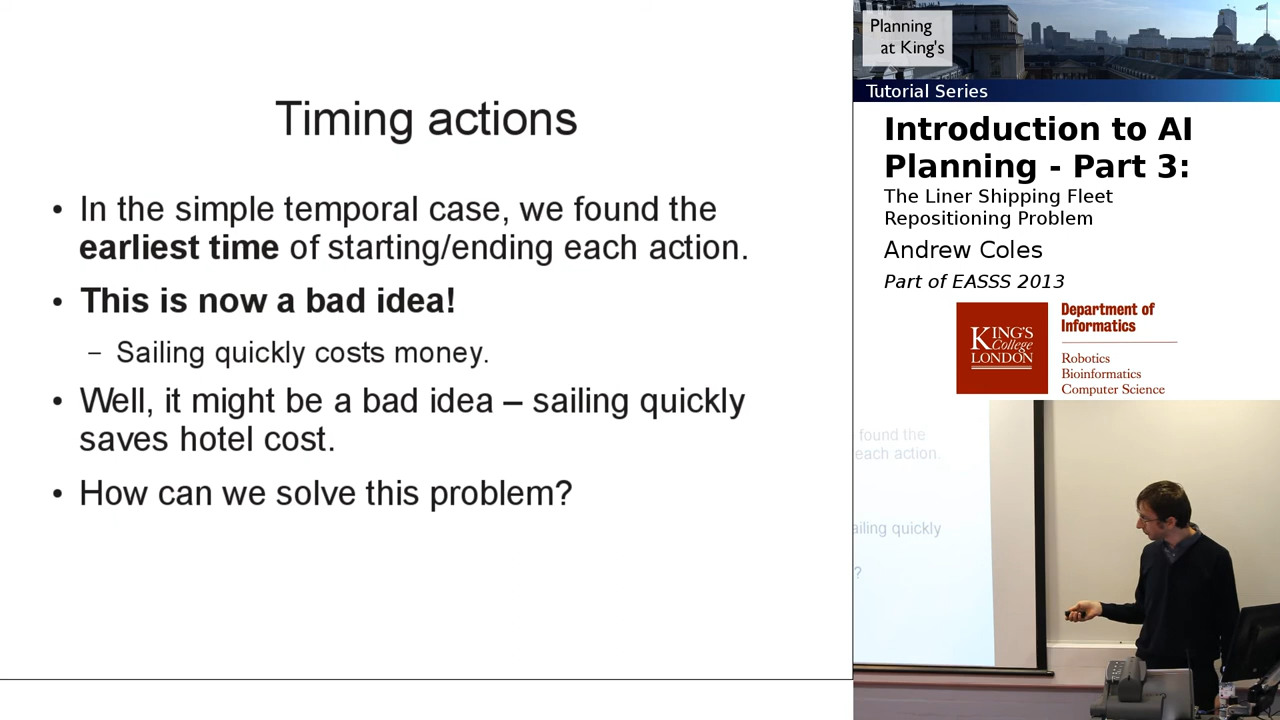 Timing actions
• In the simple temporal case, we found the
earliest time of starting/ending each action.
• This is now a bad idea!
– Sailing quickly costs money.
• Well, it might be a bad idea – sailing quickly
saves hotel cost.
• How can we solve this problem?
Planning
at King's
Tutorial Series
Introduction to AI
Planning - Part 3:
The Liner Shipping Fleet
Repositioning Problem
Andrew Coles
Part of EASSS 2013
KING'S
College
LONDON
Department of
Informatics
Robotics
Bioinformatics
Computer Science
found the
each action.
ailing quickly
?